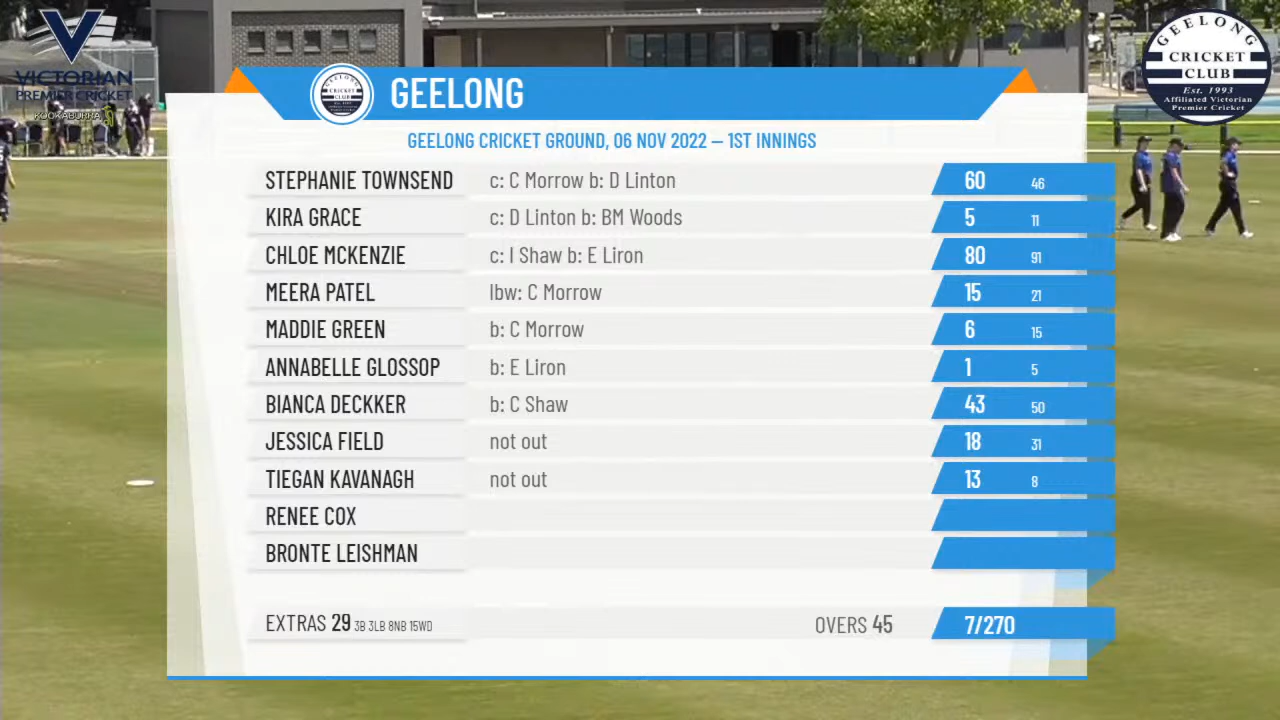 VICTORIAN
PREMIER CRICKET
KOOKABURRA
GEELONG
CRICKET
CLUB
Est. 1993
Affiliated Victorian
Premier Cricket
GEELONG
CRICKET
CLUB
GEELONG
GEELONG CRICKET GROUND, 06 NOV 2022 – 1ST INNINGS
STEPHANIE TOWNSEND c: C Morrow b: D Linton 60 46
KIRA GRACE c: D Linton b: BM Woods 5 11
CHLOE MCKENZIE c: I Shaw b: E Liron 80 91
MEERA PATEL lbw: C Morrow 15 21
MADDIE GREEN b: C Morrow 6 15
ANNABELLE GLOSSOP b: E Liron 1 5
BIANCA DECKKER b: C Shaw 43 50
JESSICA FIELD not out 18 31
TIEGAN KAVANAGH not out 13 8
RENEE COX
BRONTE LEISHMAN
EXTRAS 29 3B 3LB 8NB 15WD OVERS 45 7/270